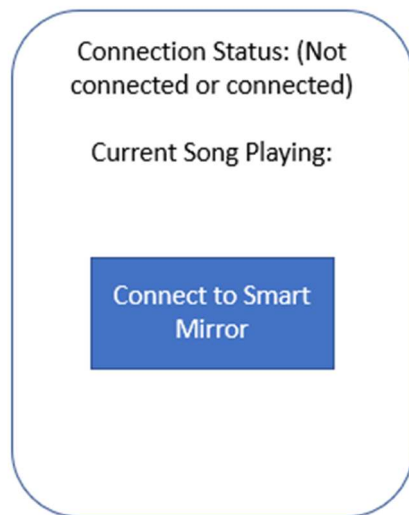 Connection Status: (Not
connected or connected)
Current Song Playing:
Connect to Smart
Mirror